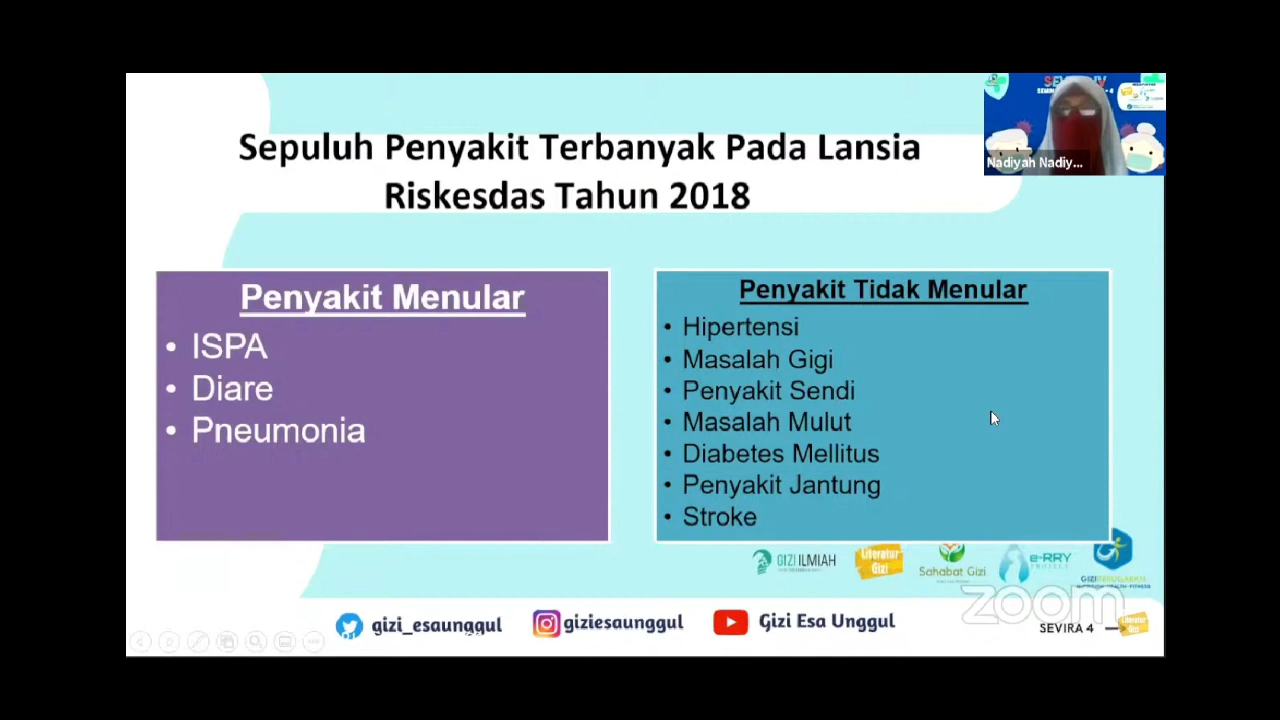 Sepuluh Penyakit Terbanyak Pada Lansia
Riskesdas Tahun 2018
Nadiyah Nadiy...
Penyakit Menular
• ISPA
• Diare
• Pneumonia
Penyakit Tidak Menular
• Hipertensi
• Masalah Gigi
• Penyakit Sendi
• Masalah Mulut
• Diabetes Mellitus
• Penyakit Jantung
• Stroke
GIZI ILMIAH
Literatur
Gizi
Sahabat Gizi
e-RRY
PROJECT
zoom
gizi_esaunggul
giziesaunggul
Gizi Esa Unggul
SEVIRA 4